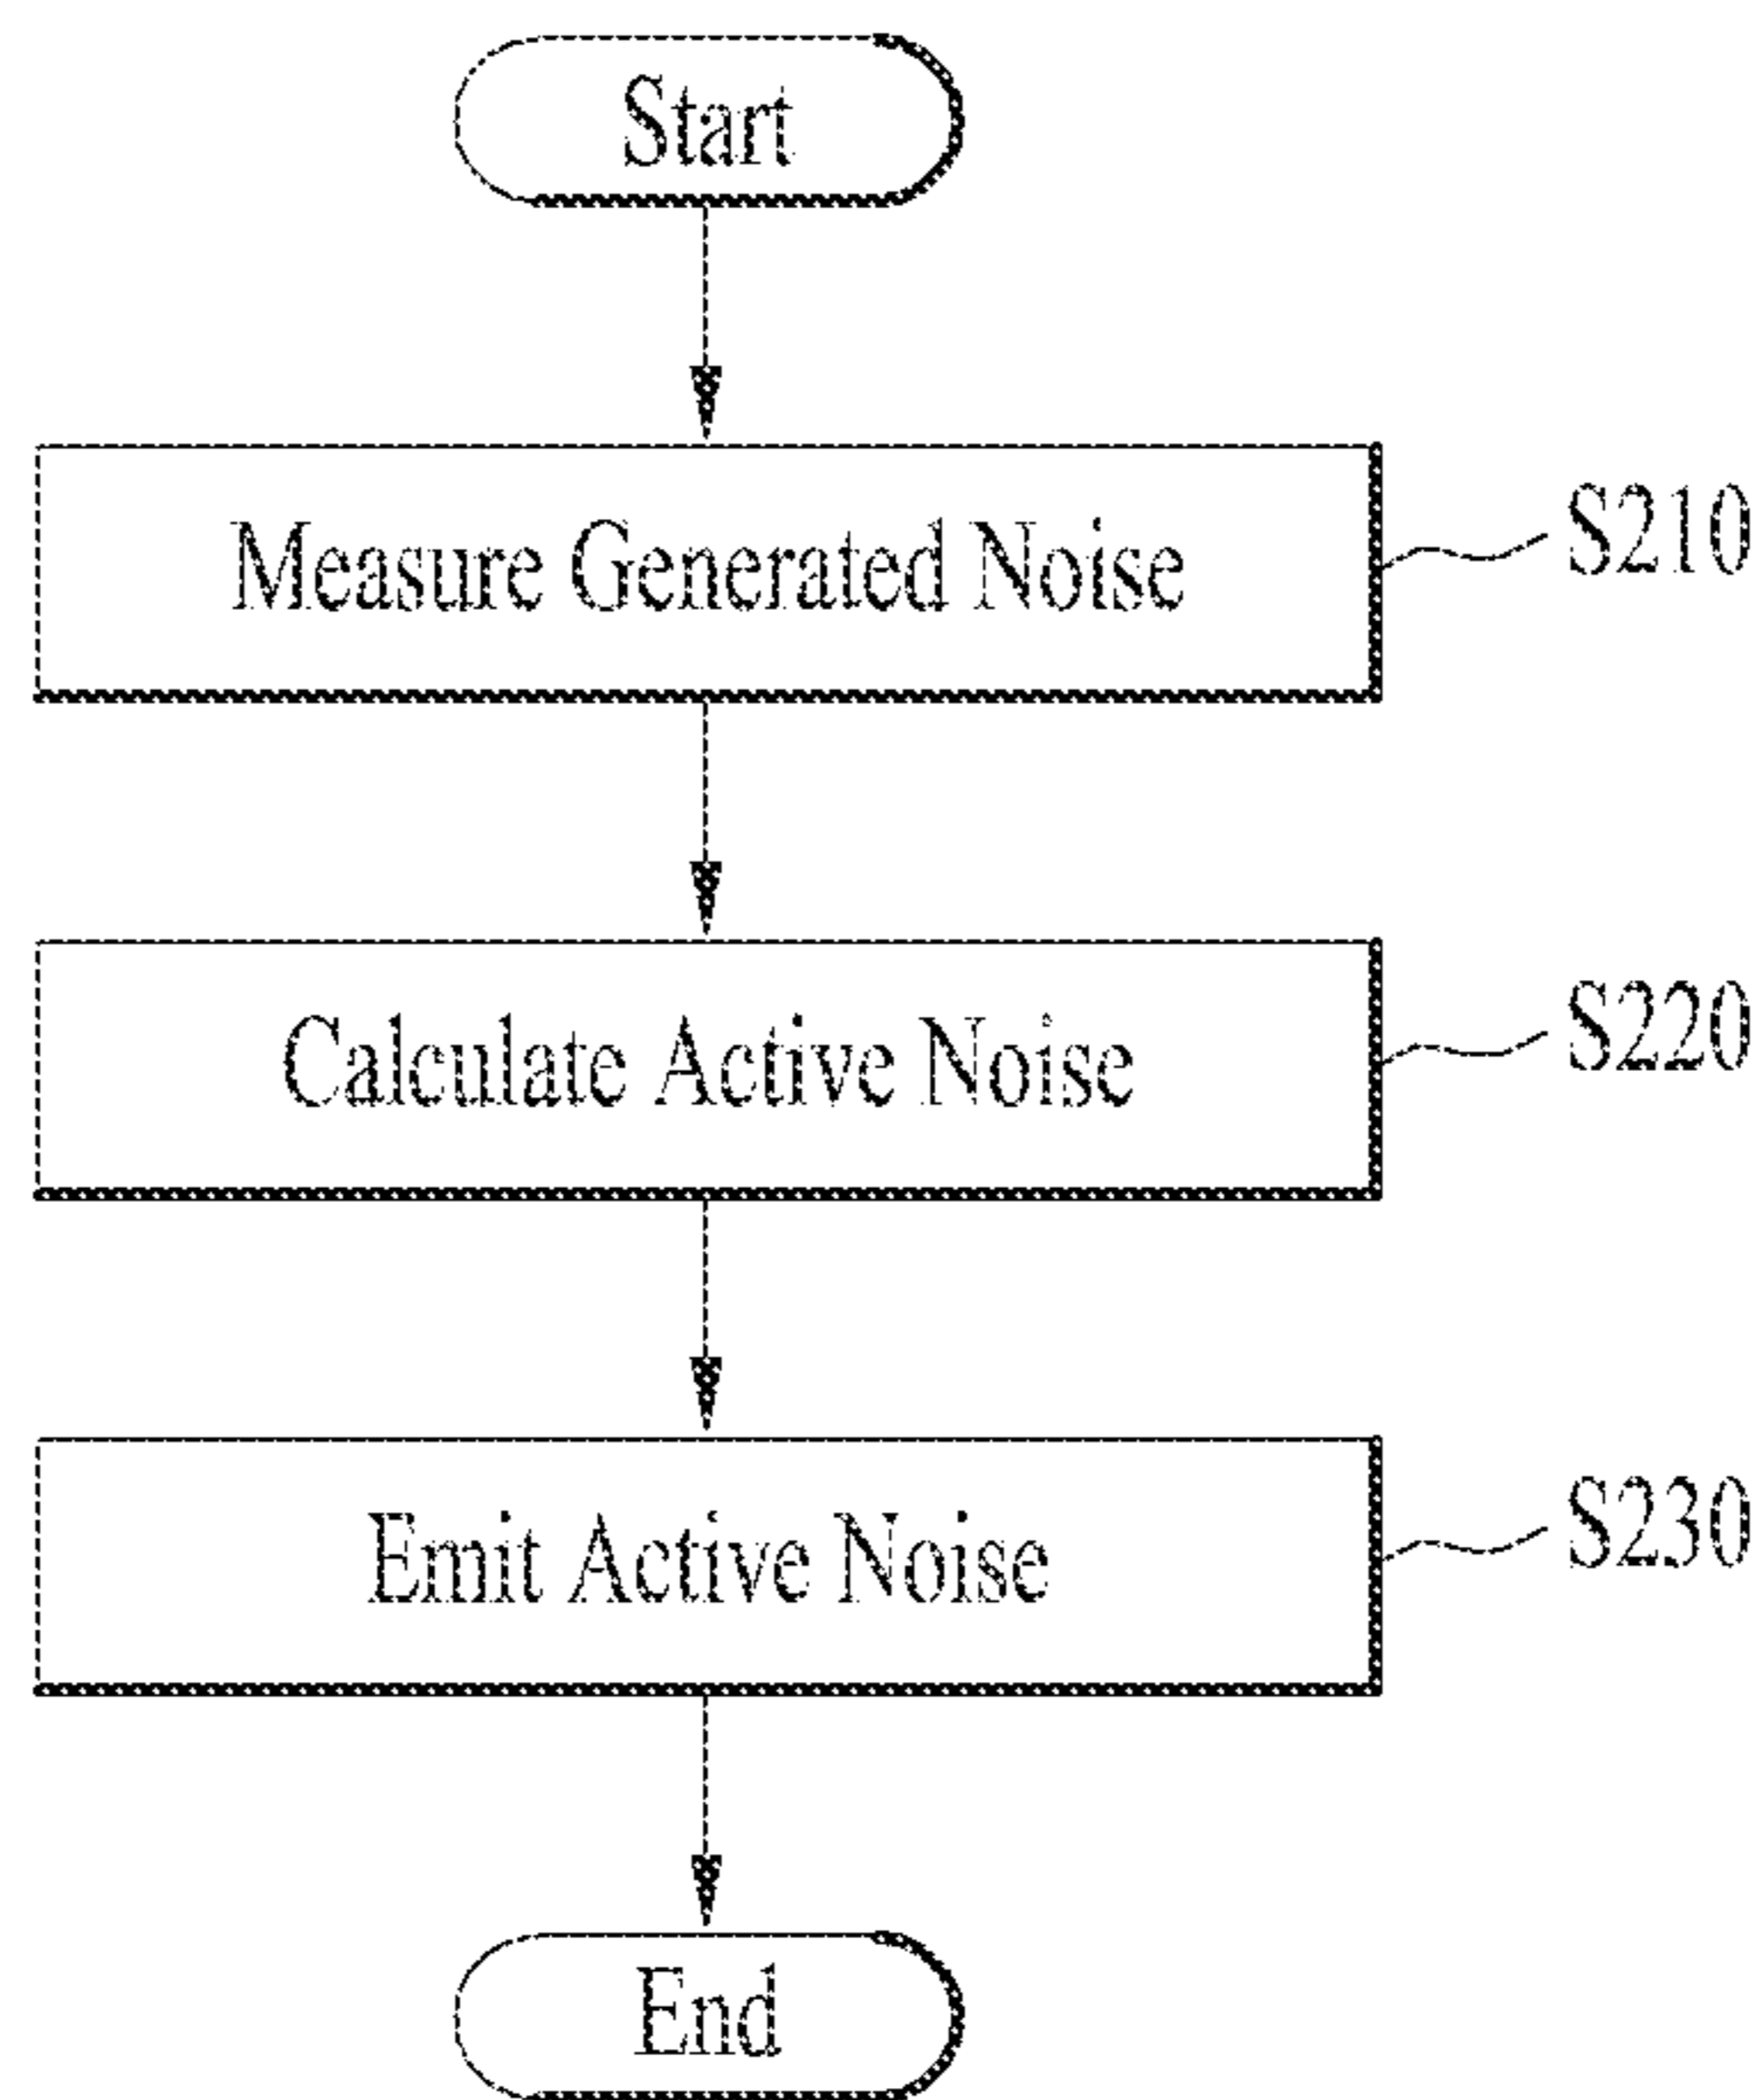 Start
Measure Generated Noise
S210
Calculate Active Noise
S220
Emit Active Noise
S230
End